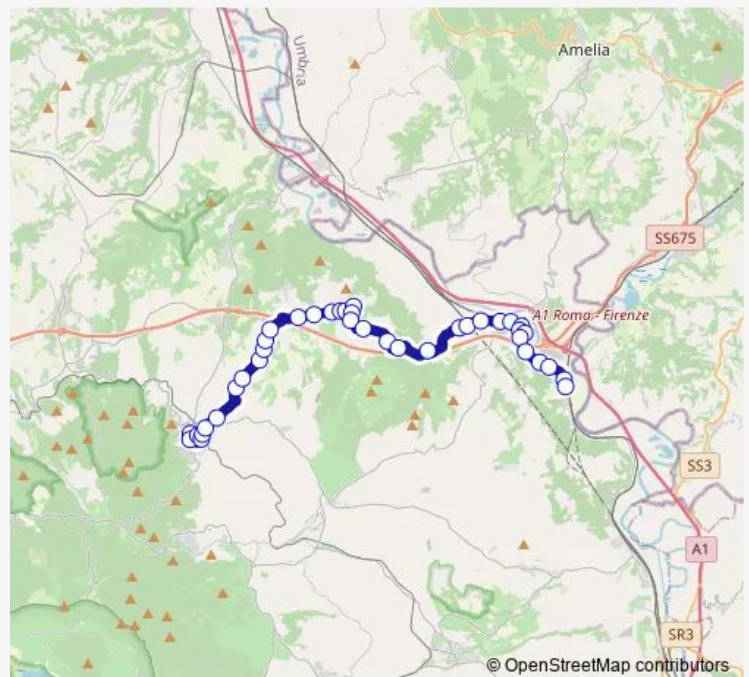 Umbria
Amelia
SS675
A1 Roma - Firenze
SS3
A1
SR3
© OpenStreetMap contributors